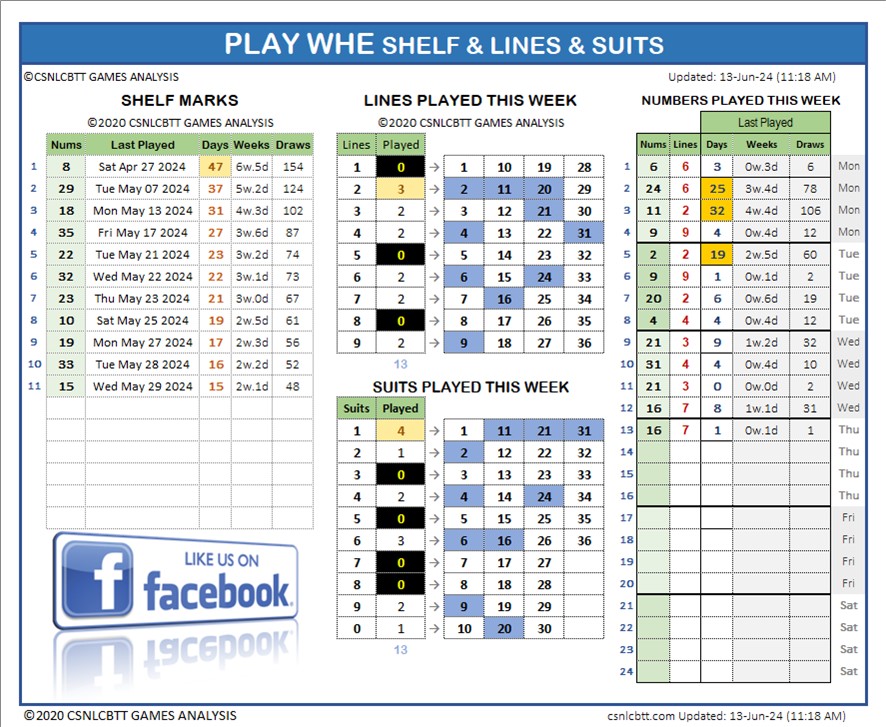 PLAY WHE SHELF & LINES & SUITS
©CSNLCBTT GAMES ANALYSIS
Updated: 13-Jun-24 (11:18 AM)
SHELF MARKS
©2020 CSNLCBTT GAMES ANALYSIS
Nums Last Played Days Weeks Draws
1 8 Sat Apr 27 2024 47 6w.5d 154
2 29 Tue May 07 2024 37 5w.2d 124
3 18 Mon May 13 2024 31 4w.3d 102
4 35 Fri May 17 2024 27 3w.6d 87
5 22 Tue May 21 2024 23 3w.2d 74
6 32 Wed May 22 2024 22 3w.1d 73
7 23 Thu May 23 2024 21 3w.0d 67
8 10 Sat May 25 2024 19 2w.5d 61
9 19 Mon May 27 2024 17 2w.3d 56
10 33 Tue May 28 2024 16 2w.2d 52
11 15 Wed May 29 2024 15 2w.1d 48
LIKE US ON
facebook
LINES PLAYED THIS WEEK
©2020 CSNLCBTT GAMES ANALYSIS
Lines Played
1 0 → 1 10 19 28
2 3 → 2 11 20 29
3 2 → 3 12 21 30
4 2 → 4 13 22 31
5 0 → 5 14 23 32
6 2 → 6 15 24 33
7 2 → 7 16 25 34
8 0 → 8 17 26 35
9 2 → 9 18 27 36
13
SUITS PLAYED THIS WEEK
Suits Played
1 4 → 1 11 21 31
2 1 → 2 12 22 32
3 0 → 3 13 23 33
4 2 → 4 14 24 34
5 0 → 5 15 25 35
6 3 → 6 16 26 36
7 0 → 7 17 27
8 0 → 8 18 28
9 2 → 9 19 29
0 1 → 10 20 30
13
NUMBERS PLAYED THIS WEEK
Last Played
Nums Lines Days Weeks Draws
1 6 6 3 0w.3d 6 Mon
2 24 6 25 3w.4d 78 Mon
3 11 2 32 4w.4d 106 Mon
4 9 9 4 0w.4d 12 Mon
5 2 2 19 2w.5d 60 Tue
6 9 9 1 0w.1d 2 Tue
7 20 2 6 0w.6d 19 Tue
8 4 4 4 0w.4d 12 Tue
9 21 3 9 1w.2d 32 Wed
10 31 4 4 0w.4d 10 Wed
11 21 3 0 0w.0d 2 Wed
12 16 7 8 1w.1d 31 Wed
13 16 7 1 0w.1d 1 Thu
14 Thu
15 Thu
16 Thu
17 Fri
18 Fri
19 Fri
20 Fri
21 Sat
22 Sat
23 Sat
24 Sat
©2020 CSNLCBTT GAMES ANALYSIS
csnlcbtt.com Updated: 13-Jun-24 (11:18 AM)